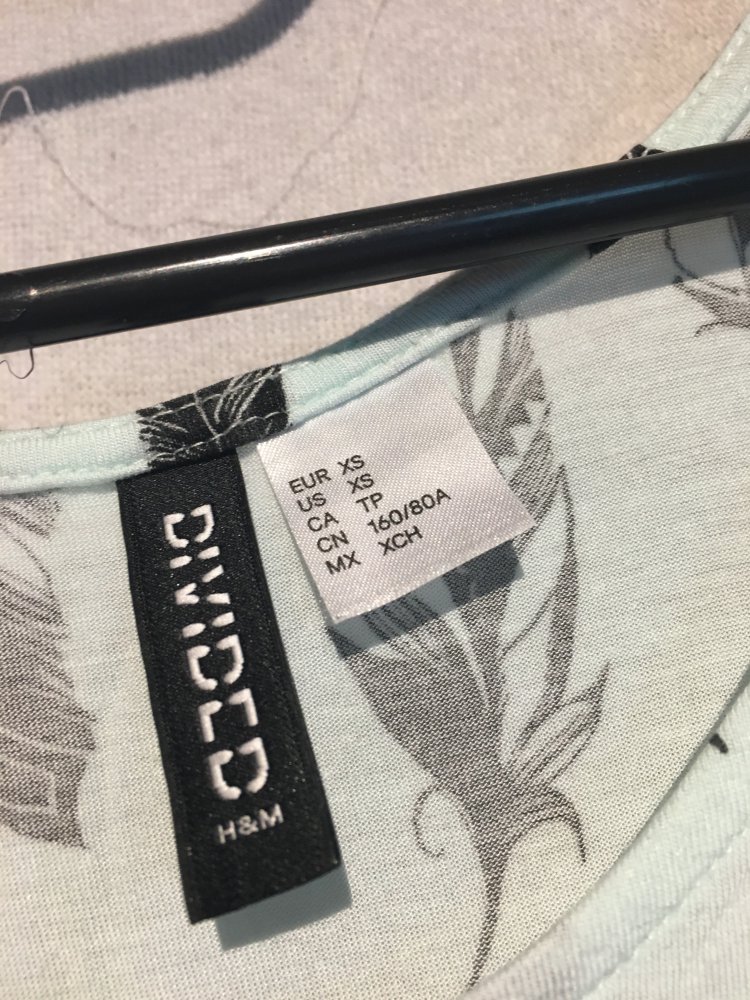 DIVIDED
H&M
EUR XS
US XS
CA TP
CN 160/80A
MX XCH